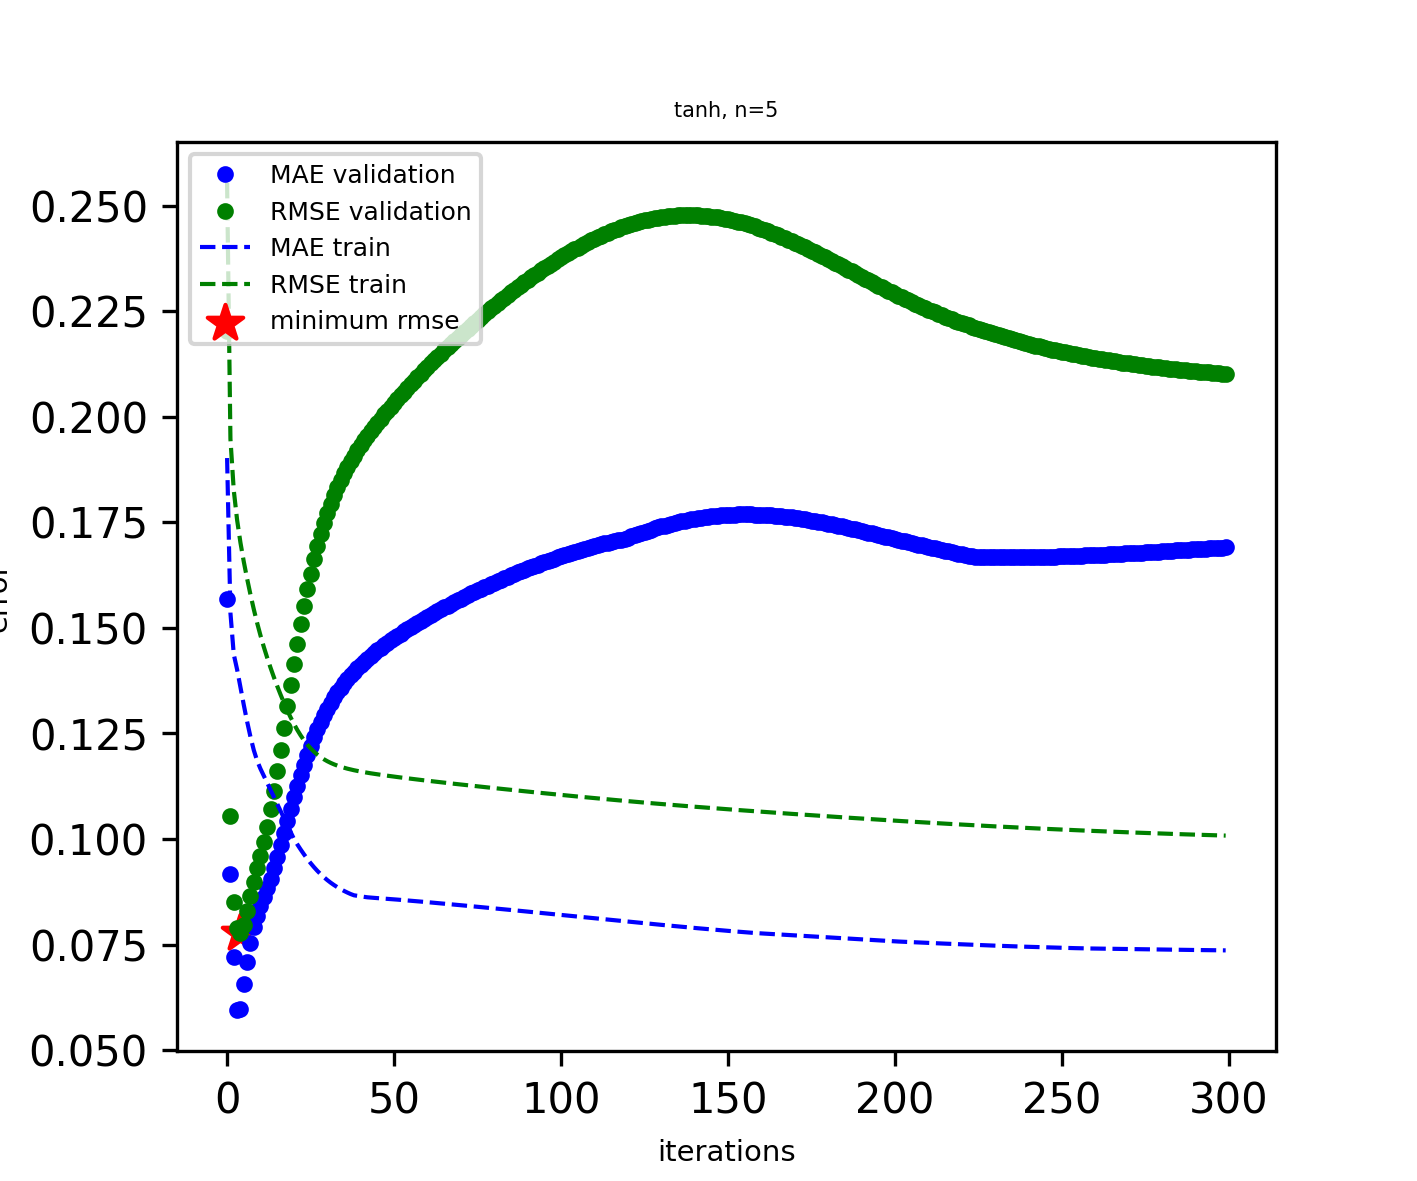 tanh, n=5
MAE validation
RMSE validation
MAE train
RMSE train
minimum rmse
0.250
0.225
0.200
0.175
0.150
0.125
0.100
0.075
0.050
0 50 100 150 200 250 300
iterations